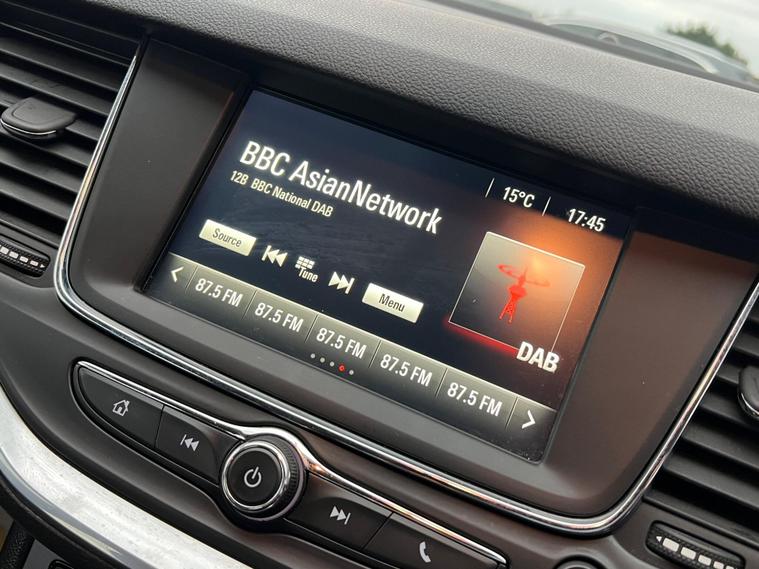 BBC AsianNetwork
12B BBC National DAB
15°C
17:45
Source
Tune
Menu
DAB
87.5 FM
87.5 FM
87.5 FM
87.5 FM
87.5 FM